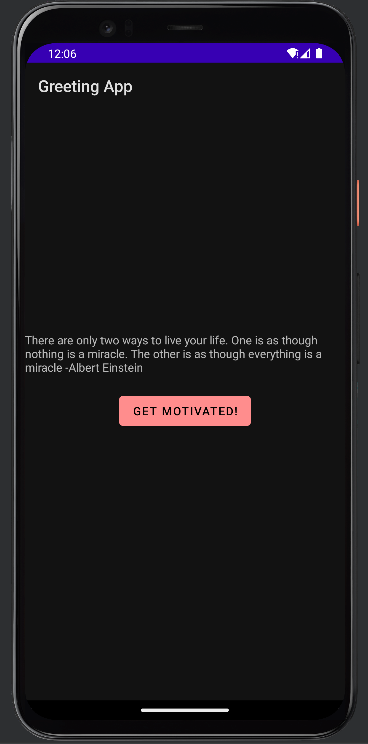 12:06
Greeting App
There are only two ways to live your life. One is as though
nothing is a miracle. The other is as though everything is a
miracle -Albert Einstein
GET MOTIVATED!